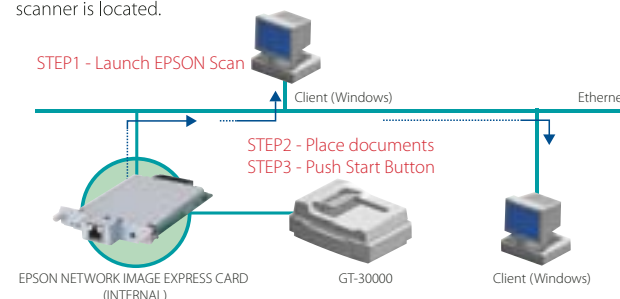 scanner is located.
STEP1 - Launch EPSON Scan
Client (Windows)
Etherne
STEP2 - Place documents
STEP3 - Push Start Button
EPSON NETWORK IMAGE EXPRESS CARD
(INTERNAL)
GT-30000
Client (Windows)